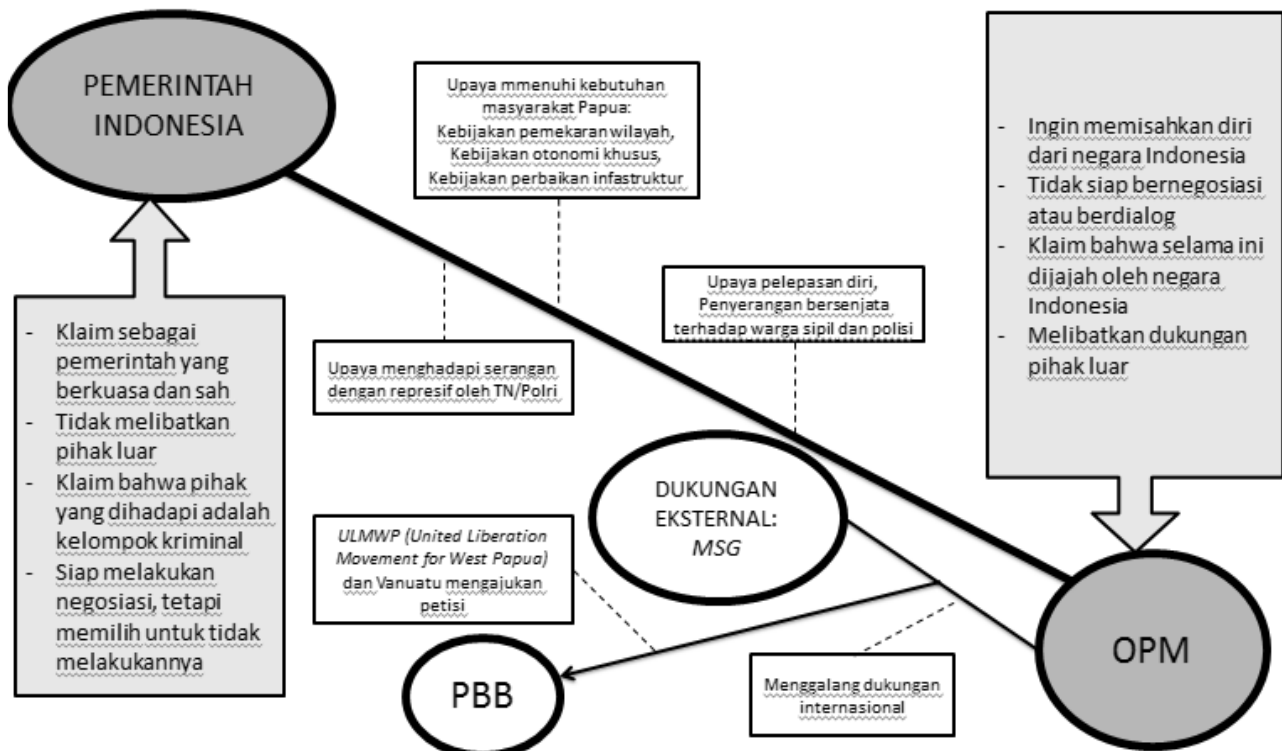 PEMERINTAH
INDONESIA
Upaya mmenuhi kebutuhan
masyarakat Papua:
Kebijakan pemekaran wilayah,
Kebijakan otonomi khusus,
Kebijakan perbaikan infastruktur
- Ingin memisahkan diri
dari negara Indonesia
- Tidak siap bernegosiasi
atau berdialog
- Klaim bahwa selama ini
dijajah oleh negara
Indonesia
- Melibatkan dukungan
pihak luar
Upaya pelepasan diri,
Penyerangan bersenjata
terhadap warga sipil dan polisi
- Klaim sebagai
pemerintah yang
berkuasa dan sah
- Tidak melibatkan
pihak luar
- Klaim bahwa pihak
yang dihadapi adalah
kelompok kriminal
- Siap melakukan
negosiasi, tetapi
memilih untuk tidak
melakukannya
Upaya menghadapi serangan
dengan represif oleh TN/Polri
DUKUNGAN
EKSTERNAL:
MSG
ULMWP (United Liberation
Movement for West Papua)
dan Vanuatu mengajukan
petisi
PBB
Menggalang dukungan
internasional
OPM